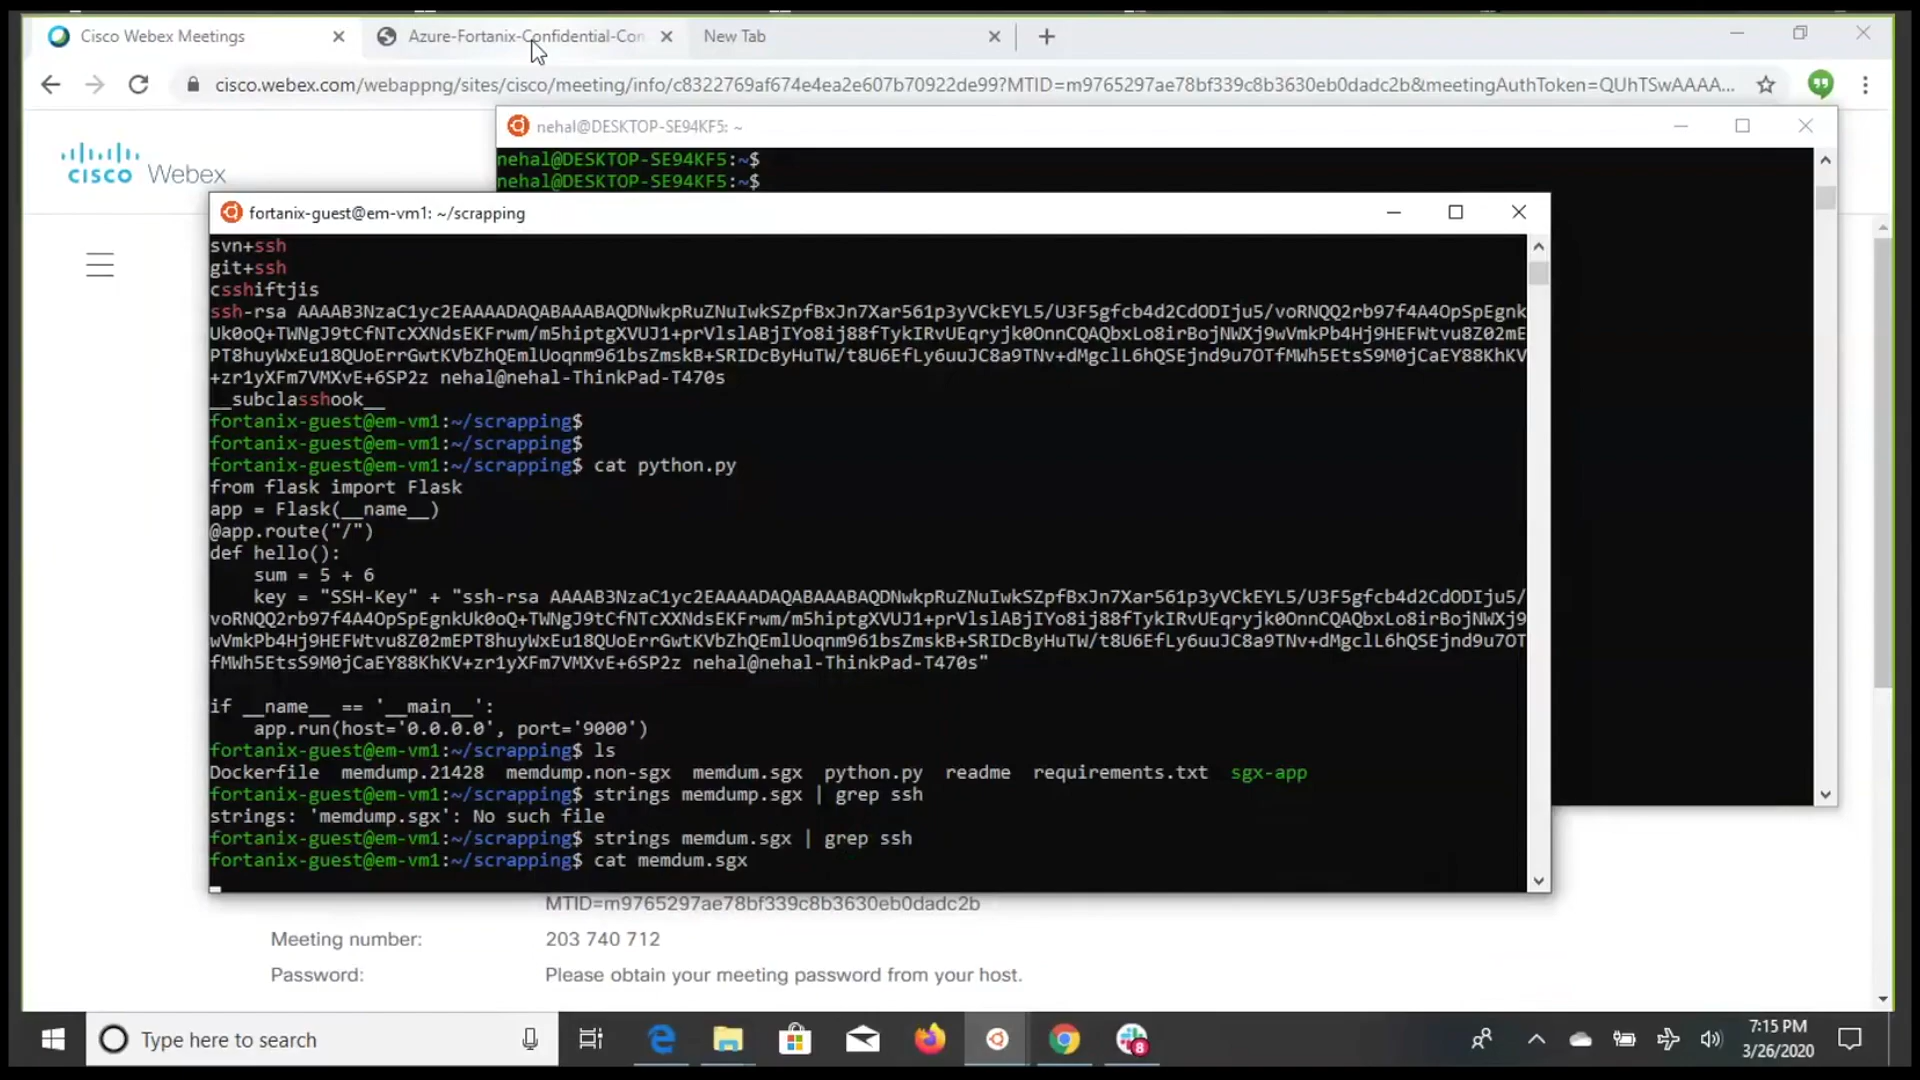 Cisco Webex Meetings
Azure-Fortanix-Confidential-Con
New Tab
cisco.webex.com/webappng/sites/cisco/meeting/info/c8322769af674e4ea2e607b70922de99?MTID=m9765297ae78bf339c8b3630eb0dadc2b&meetingAuthToken=QUhTSwAAAA...
nehal@DESKTOP-SE94KF5: ~
nehal@DESKTOP-SE94KF5:~$
nehal@DESKTOP-SE94KF5:~$
CISCO Webex
fortanix-guest@em-vm1: ~/scrapping
svn+ssh
git+ssh
csshiftjis
ssh-rsa AAAAB3NzaC1yc2EAAAADAQABAAABAQDNwkpRuZNuIwkSZpfBxJn7Xar561p3yVCkEYL5/U3F5gfcb4d2CdODIju5/voRNQQ2rb97f4A4OpSpEgnk
Uk0oQ+TWNgJ9tCfNTcXXNdsEKFrwm/m5hiptgXVUJ1+prVlslABjIYo8ij88fTykIRvUEqryjk0OnnCQAQbxLo8irBojNWXj9wVmkPb4Hj9HEFWtvu8Z02mE
PT8huyWxEu18QUoErrGwtKVbZhQEmlUoqnm961bsZmskB+SRIDcByHuTW/t8U6EfLy6uuJC8a9TNv+dMgclL6hQSEjnd9u7OTfMWh5EtsS9M0jCaEY88KhKV
+zr1yXFm7VMXvE+6SP2z nehal@nehal-ThinkPad-T470s
__subclasshook__
fortanix-guest@em-vm1:~/scrapping$
fortanix-guest@em-vm1:~/scrapping$
fortanix-guest@em-vm1:~/scrapping$ cat python.py
from flask import Flask
app = Flask(__name__)
@app.route("/")
def hello():
    sum = 5 + 6
    key = "SSH-Key" + "ssh-rsa AAAAB3NzaC1yc2EAAAADAQABAAABAQDNwkpRuZNuIwkSZpfBxJn7Xar561p3yVCkEYL5/U3F5gfcb4d2CdODIju5/
voRNQQ2rb97f4A4OpSpEgnkUk0oQ+TWNgJ9tCfNTcXXNdsEKFrwm/m5hiptgXVUJ1+prVlslABjIYo8ij88fTykIRvUEqryjk0OnnCQAQbxLo8irBojNWXj9
wVmkPb4Hj9HEFWtvu8Z02mEPT8huyWxEu18QUoErrGwtKVbZhQEmlUoqnm961bsZmskB+SRIDcByHuTW/t8U6EfLy6uuJC8a9TNv+dMgclL6hQSEjnd9u7OT
fMWh5EtsS9M0jCaEY88KhKV+zr1yXFm7VMXvE+6SP2z nehal@nehal-ThinkPad-T470s"
if __name__ == '__main__':
    app.run(host='0.0.0.0', port='9000')
fortanix-guest@em-vm1:~/scrapping$ ls
Dockerfile  memdump.21428  memdump.non-sgx  memdum.sgx  python.py  readme  requirements.txt  sgx-app
fortanix-guest@em-vm1:~/scrapping$ strings memdump.sgx | grep ssh
strings: 'memdump.sgx': No such file
fortanix-guest@em-vm1:~/scrapping$ strings memdum.sgx | grep ssh
fortanix-guest@em-vm1:~/scrapping$ cat memdum.sgx
MTID=m9765297ae78bf339c8b3630eb0dadc2b
Meeting number: 203 740 712
Password: Please obtain your meeting password from your host.
Type here to search
8
7:15 PM
3/26/2020